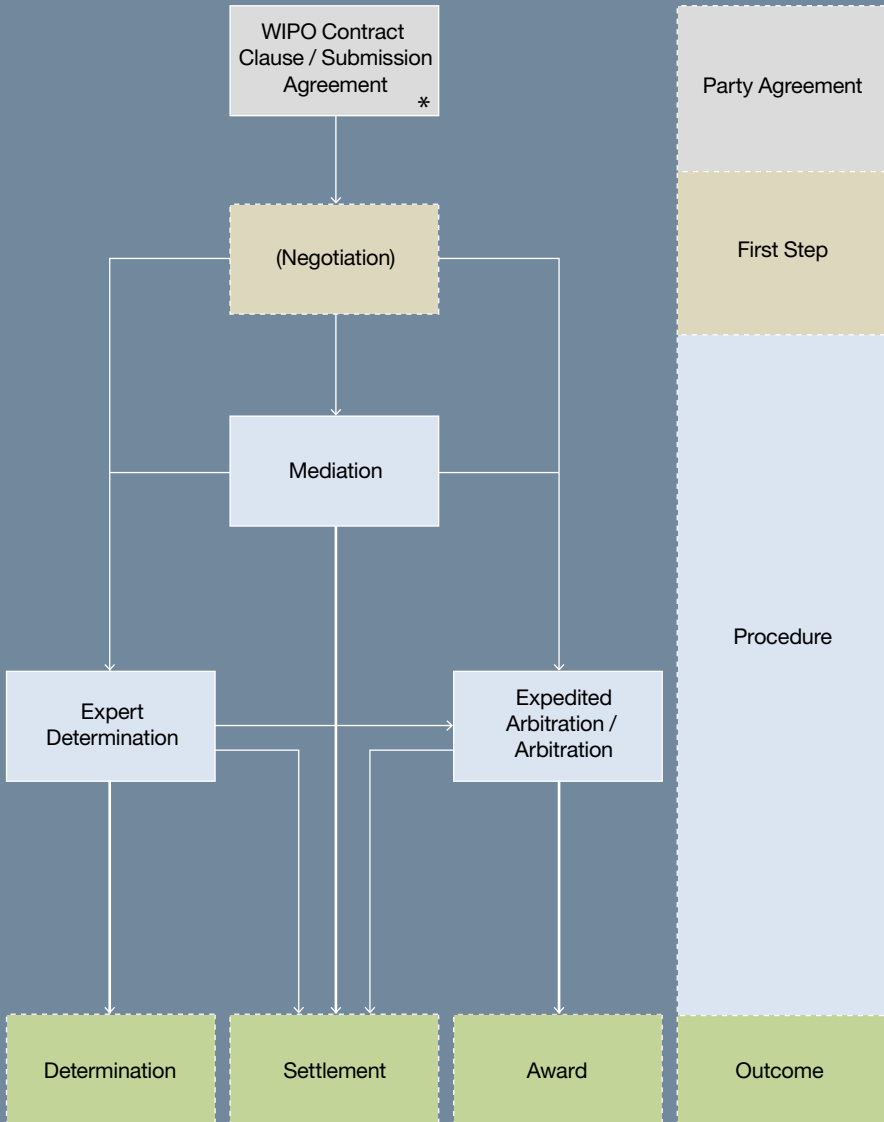 WIPO Contract
Clause / Submission
Agreement
*
Party Agreement
(Negotiation)
First Step
Mediation
Procedure
Expert
Determination
Expedited
Arbitration /
Arbitration
Determination
Settlement
Award
Outcome